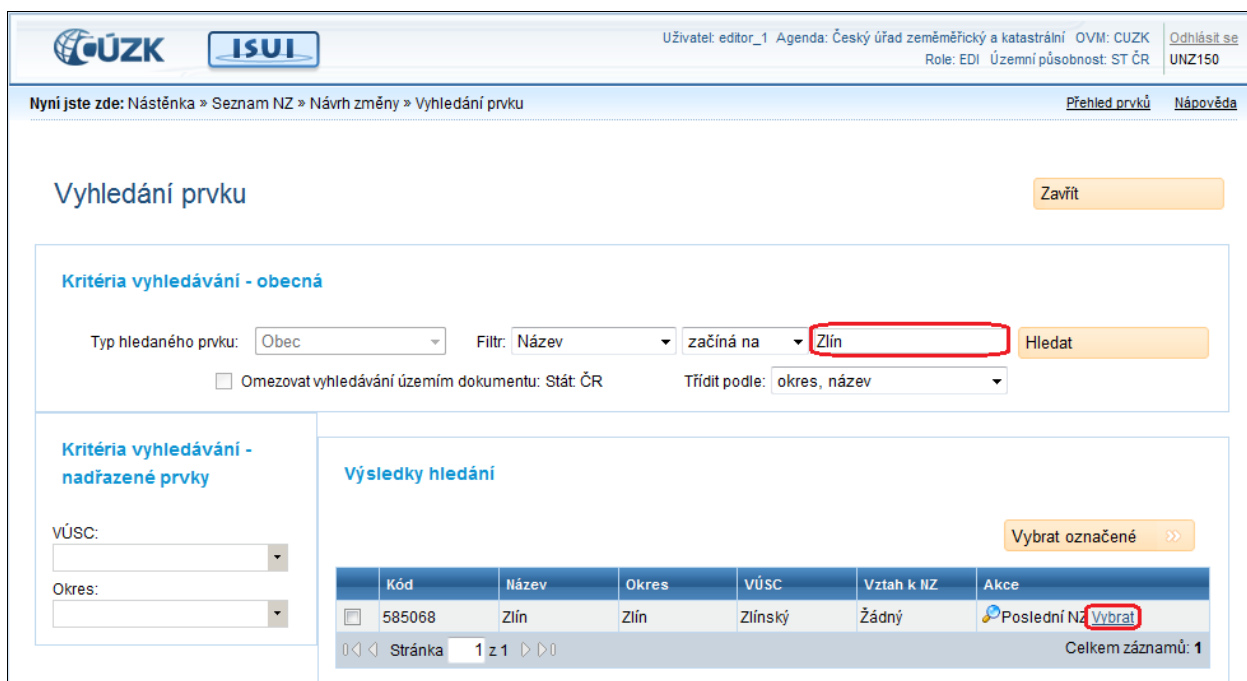 ČÚZK ISUI
Uživatel: editor_1 Agenda: Český úřad zeměměřický a katastrální OVM: CUZK
Role: EDI Územní působnost: ST ČR
Odhlásit se
UNZ150
Nyní jste zde: Nástěnka » Seznam NZ » Návrh změny » Vyhledání prvku
Přehled prvků Nápověda
Vyhledání prvku
Zavřít
Kritéria vyhledávání - obecná
Typ hledaného prvku: Obec Filtr: Název začíná na Zlín Hledat
Omezovat vyhledávání územím dokumentu: Stát: ČR Třídit podle: okres, název
Kritéria vyhledávání -
nadřazené prvky
VÚSC:
Okres:
Výsledky hledání
Vybrat označené
Kód Název Okres VÚSC Vztah k NZ Akce
585068 Zlín Zlín Zlínský Žádný Poslední NZ Vybrat
Stránka 1 z 1 Celkem záznamů: 1